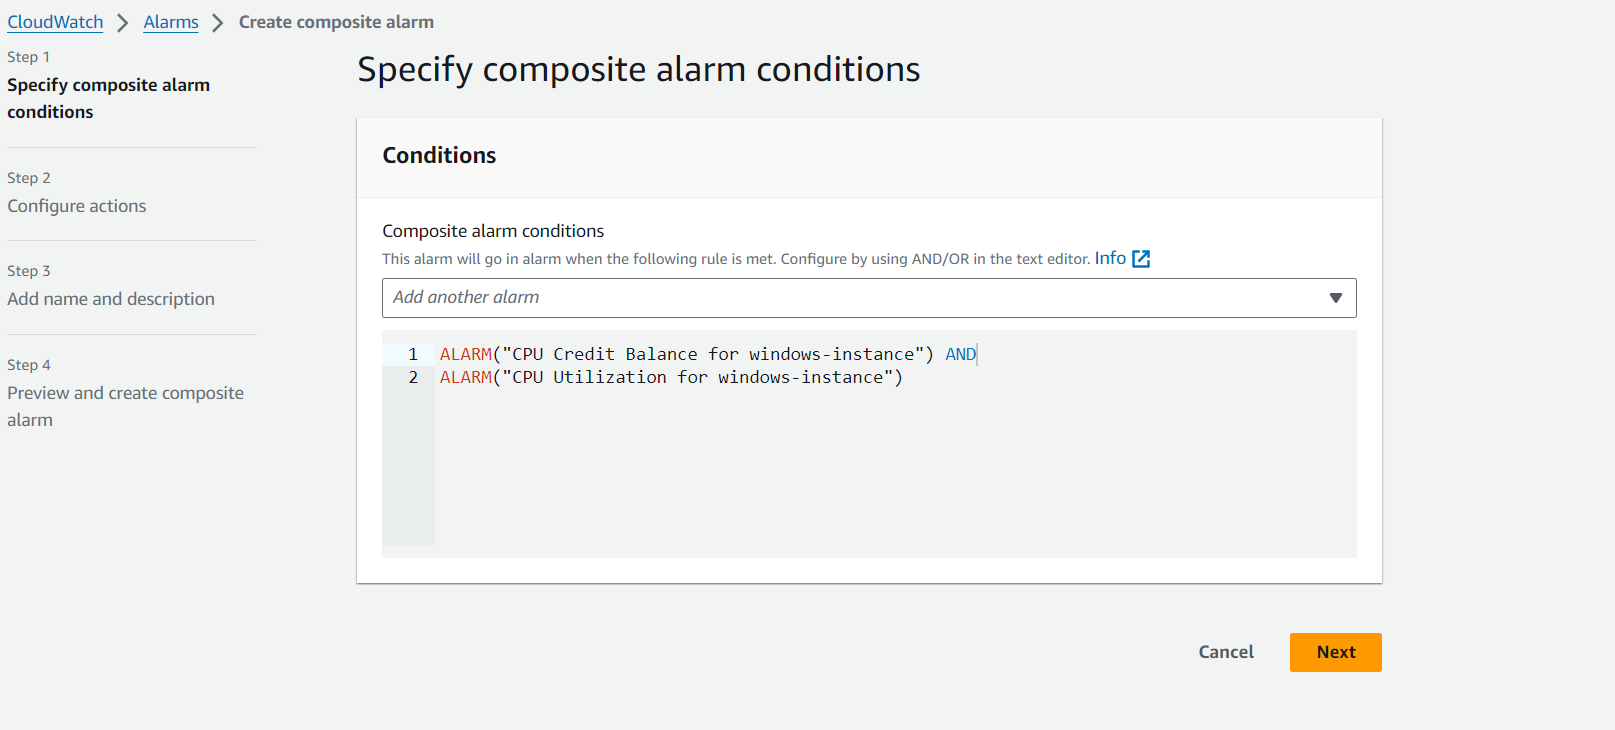 CloudWatch > Alarms > Create composite alarm
Step 1
Specify composite alarm
conditions
Step 2
Configure actions
Step 3
Add name and description
Step 4
Preview and create composite
alarm
Specify composite alarm conditions
Conditions
Composite alarm conditions
This alarm will go in alarm when the following rule is met. Configure by using AND/OR in the text editor. Info
Add another alarm
1 ALARM("CPU Credit Balance for windows-instance") AND
2 ALARM("CPU Utilization for windows-instance")
Cancel Next